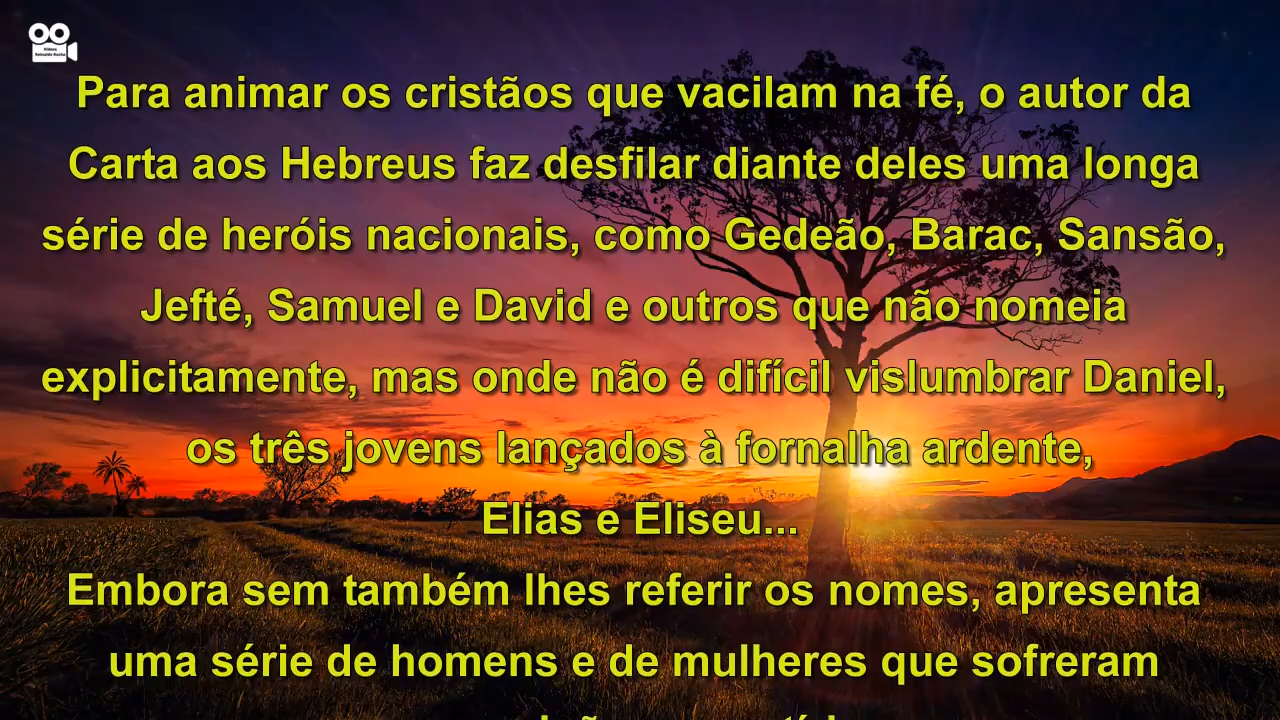 Vídeos
Para animar os cristãos que vacilam na fé, o autor da
Carta aos Hebreus faz desfilar diante deles uma longa
série de heróis nacionais, como Gedeão, Barac, Sansão,
Jefté, Samuel e David e outros que não nomeia
explicitamente, mas onde não é difícil vislumbrar Daniel,
os três jovens lançados à fornalha ardente,
Elias e Eliseu...
Embora sem também lhes referir os nomes, apresenta
uma série de homens e de mulheres que sofreram